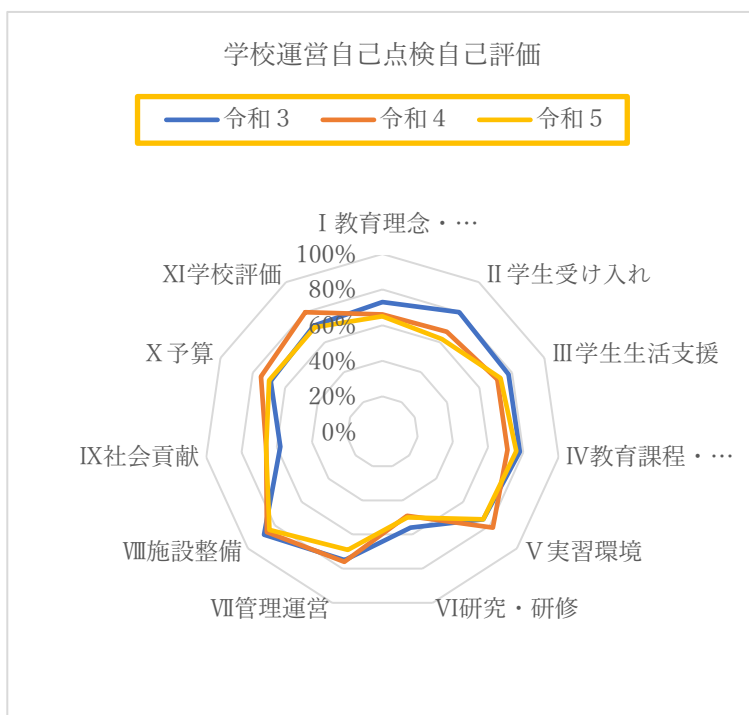 学校運営自己点検自己評価
令和３ 令和４ 令和５
Ⅰ教育理念・…
Ⅱ学生受け入れ
Ⅲ学生生活支援
Ⅳ教育課程・…
Ⅴ実習環境
Ⅵ研究・研修
Ⅶ管理運営
Ⅷ施設整備
Ⅸ社会貢献
Ⅹ予算
Ⅺ学校評価
100%
80%
60%
40%
20%
0%